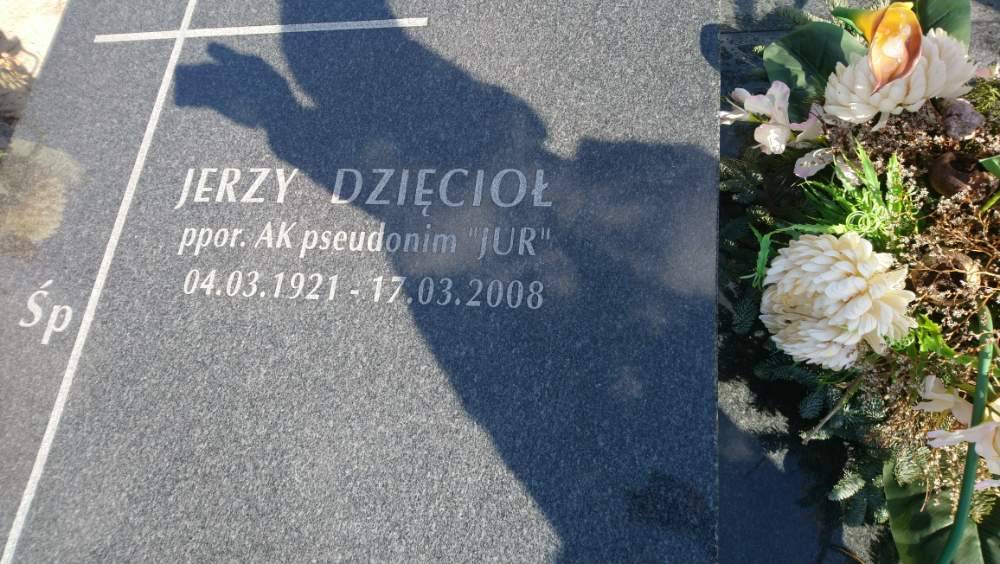 Śp
JERZY DZIĘCIOŁ
ppor. AK pseudonim "JUR"
04.03.1921 - 17.03.2008